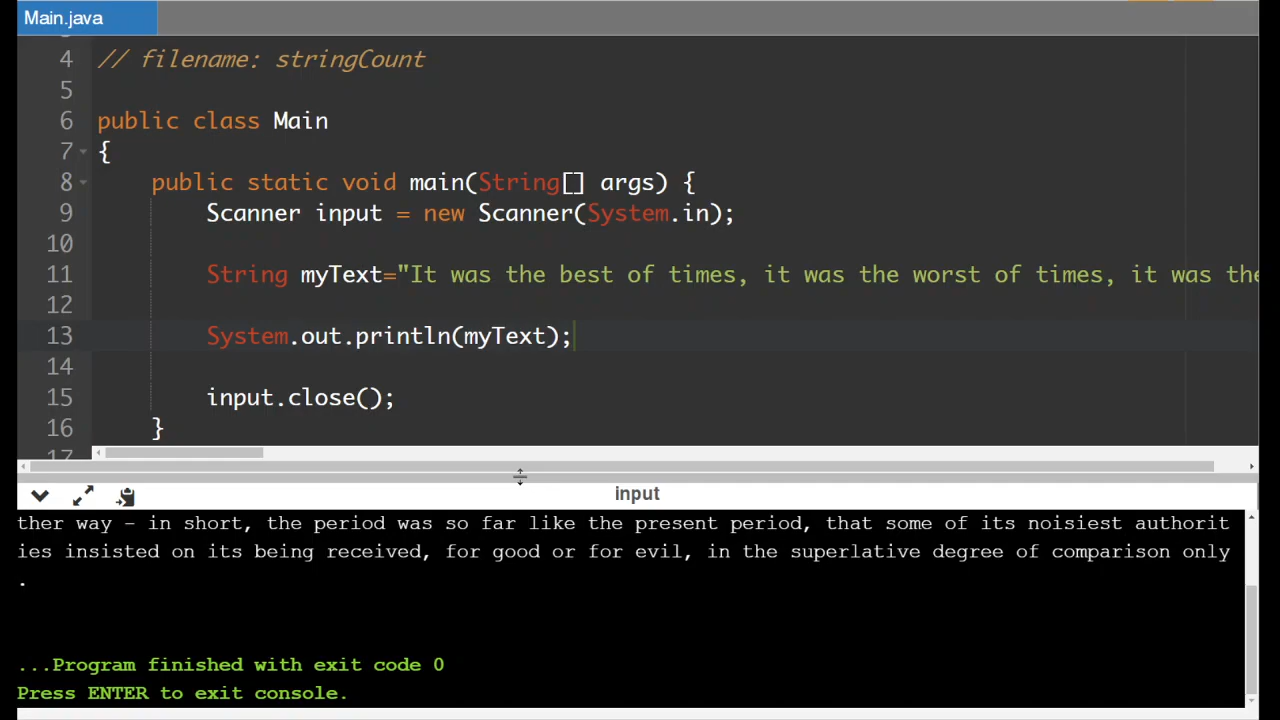 Main.java
4 // filename: stringCount
5
6 public class Main
7 {
8 public static void main(String[] args) {
9 Scanner input = new Scanner(System.in);
10
11 String myText="It was the best of times, it was the worst of times, it was the
12
13 System.out.println(myText);
14
15 input.close();
16 }
17
input
ther way - in short, the period was so far like the present period, that some of its noisiest authorit
ies insisted on its being received, for good or for evil, in the superlative degree of comparison only
.
...Program finished with exit code 0
Press ENTER to exit console.